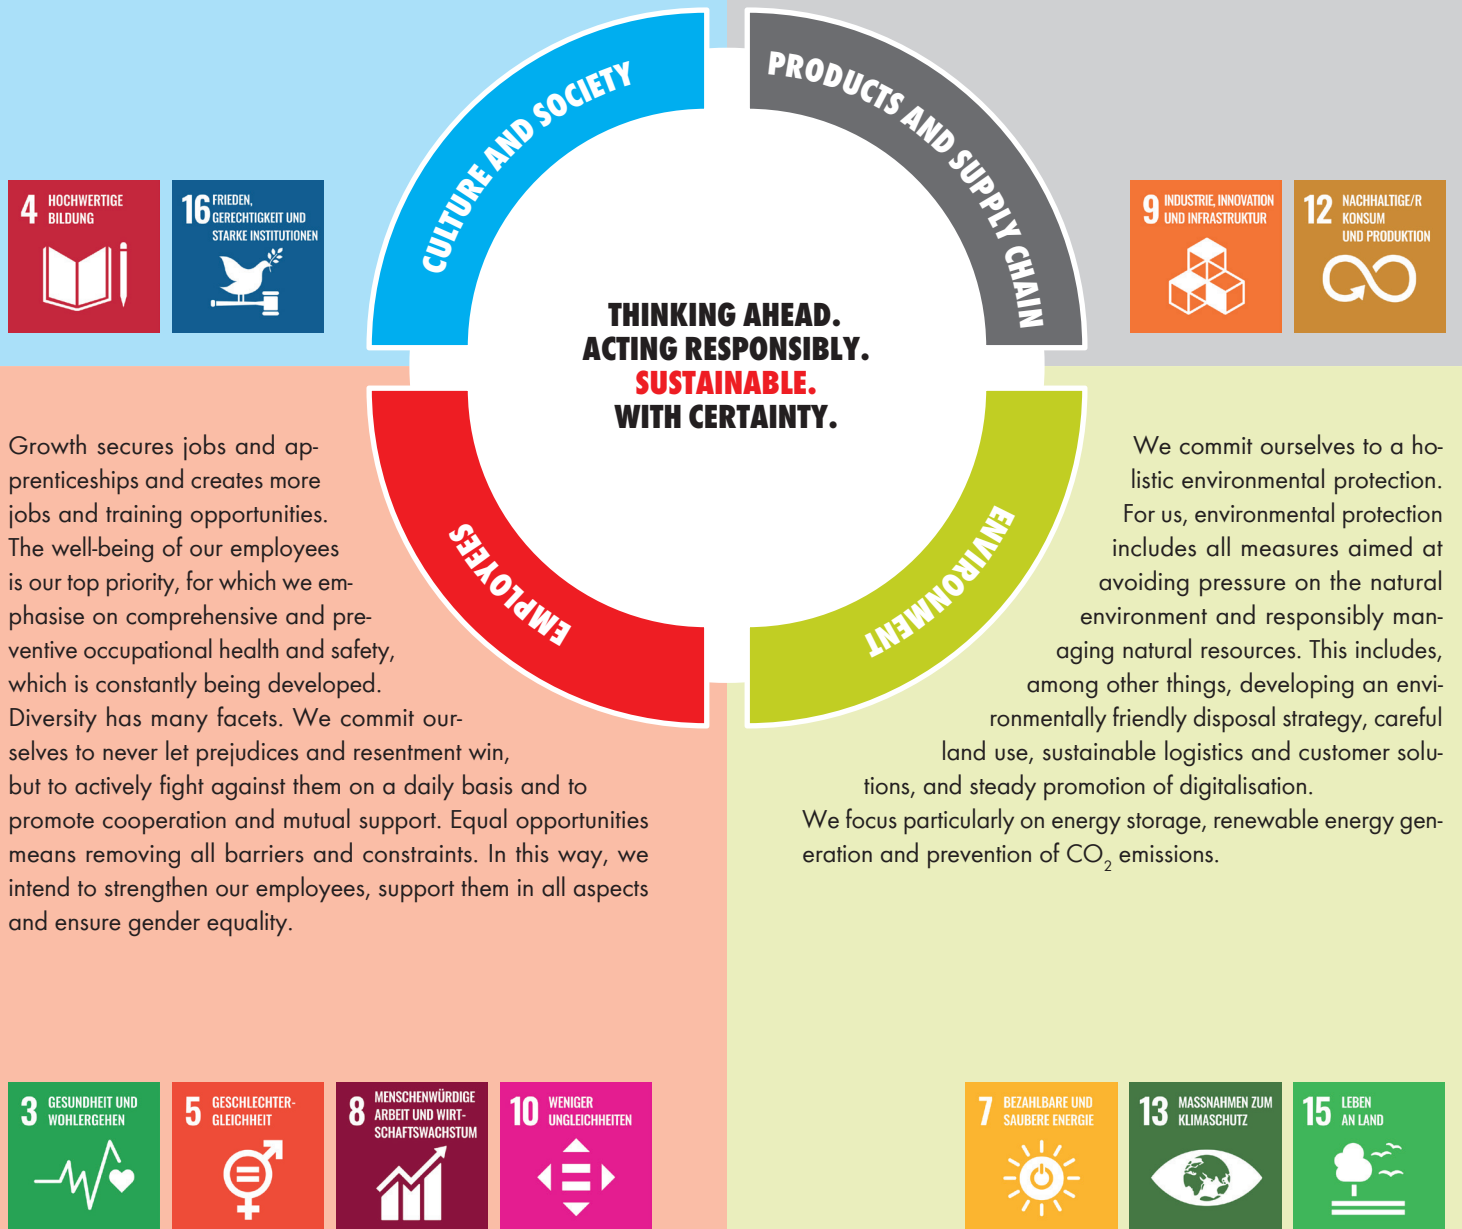 CULTURE AND SOCIETY
PRODUCTS AND SUPPLY CHAIN
4 HOCHWERTIGE
BILDUNG
16 FRIEDEN,
GERECHTIGKEIT UND
STARKE INSTITUTIONEN
9 INDUSTRIE, INNOVATION
UND INFRASTRUKTUR
12 NACHHALTIGE/R
KONSUM
UND PRODUKTION
THINKING AHEAD.
ACTING RESPONSIBLY.
SUSTAINABLE.
WITH CERTAINTY.
EMPLOYEES
ENVIRONMENT
Growth secures jobs and ap-
prenticeships and creates more
jobs and training opportunities.
The well-being of our employees
is our top priority, for which we em-
phasise on comprehensive and pre-
ventive occupational health and safety,
which is constantly being developed.
Diversity has many facets. We commit our-
selves to never let prejudices and resentment win,
but to actively fight against them on a daily basis and to
promote cooperation and mutual support. Equal opportunities
means removing all barriers and constraints. In this way, we
intend to strengthen our employees, support them in all aspects
and ensure gender equality.
We commit ourselves to a ho-
listic environmental protection.
For us, environmental protection
includes all measures aimed at
avoiding pressure on the natural
environment and responsibly man-
aging natural resources. This includes,
among other things, developing an envi-
ronmentally friendly disposal strategy, careful
land use, sustainable logistics and customer solu-
tions, and steady promotion of digitalisation.
We focus particularly on energy storage, renewable energy gen-
eration and prevention of CO₂ emissions.
3 GESUNDHEIT UND
WOHLERGEHEN
5 GESCHLECHTER-
GLEICHHEIT
8 MENSCHENWÜRDIGE
ARBEIT UND WIRT-
SCHAFTSWACHSTUM
10 WENIGER
UNGLEICHHEITEN
7 BEZAHLBARE UND
SAUBERE ENERGIE
13 MASSNAHMEN ZUM
KLIMASCHUTZ
15 LEBEN
AN LAND